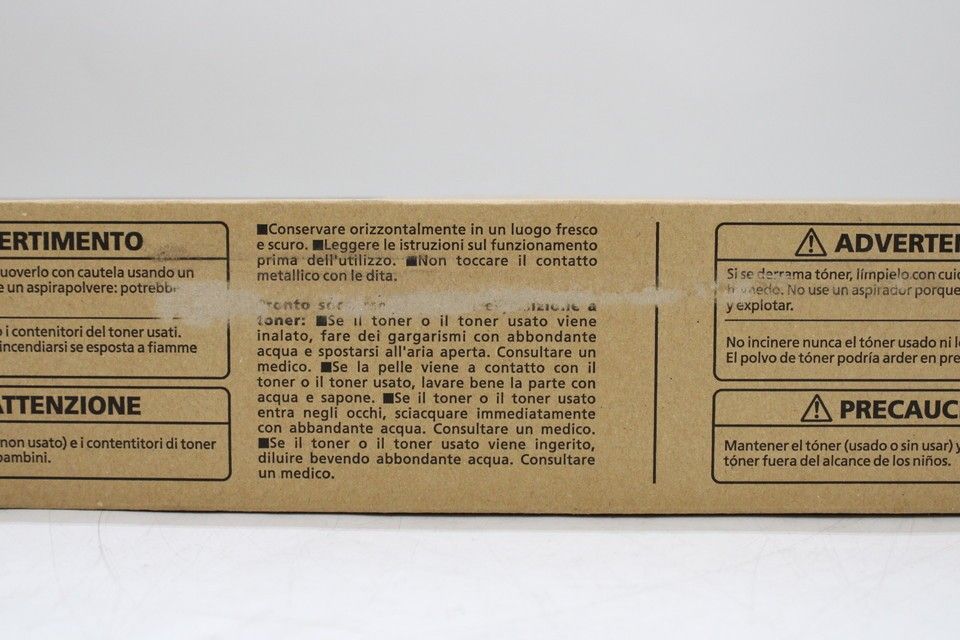 ERTIMENTO
uoverlo con cautela usando un
e un aspirapolvere: potrebbe
o i contenitori del toner usati.
incendiarsi se esposta a fiamme
ATTENZIONE
non usato) e i contentitori di toner
bambini.
■Conservare orizzontalmente in un luogo fresco
e scuro. ■Leggere le istruzioni sul funzionamento
prima dell'utilizzo. ■Non toccare il contatto
metallico con le dita.
Pronto a
toner: ■Se il toner o il toner usato viene
inalato, fare dei gargarismi con abbondante
acqua e spostarsi all'aria aperta. Consultare un
medico. ■Se la pelle viene a contatto con il
toner o il toner usato, lavare bene la parte con
acqua e sapone. ■Se il toner o il toner usato
entra negli occhi, sciacquare immediatamente
con abbandante acqua. Consultare un medico.
■Se il toner o il toner usato viene ingerito,
diluire bevendo abbondante acqua. Consultare
un medico.
⚠ ADVERTE
Si se derrama tóner, límpielo con cuid
húmedo. No use un aspirador porque
y explotar.
No incinere nunca el tóner usado ni l
El polvo de tóner podría arder en pre
⚠ PRECAUC
Mantener el tóner (usado o sin usar) y
tóner fuera del alcance de los niños.